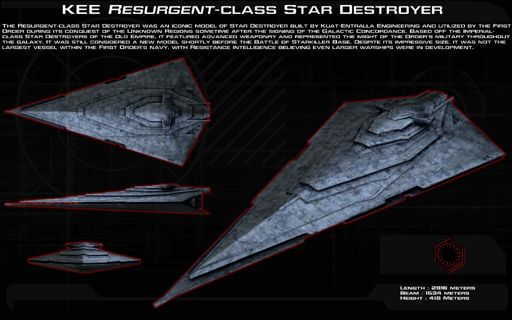 KEE RESURGENT-CLASS STAR DESTROYER
THE RESURGENT-CLASS STAR DESTROYER WAS AN ICONIC MODEL OF STAR DESTROYER BUILT BY KUAT-ENTRALLA ENGINEERING AND UTILIZED BY THE FIRST
ORDER DURING ITS CONQUEST OF THE UNKNOWN REGIONS SOMETIME AFTER THE SIGNING OF THE GALACTIC CONCORDANCE. BASED OFF THE IMPERIAL-
CLASS STAR DESTROYERS OF THE OLD EMPIRE, IT FEATURED ADVANCED WEAPONRY AND REPRESENTED THE MIGHT OF THE ORDER'S MILITARY THROUGHOUT
THE GALAXY. IT WAS STILL CONSIDERED A NEW MODEL SHORTLY BEFORE THE BATTLE OF STARKILLER BASE. DESPITE ITS IMPRESSIVE SIZE, IT WAS NOT THE
LARGEST VESSEL WITHIN THE FIRST ORDER'S NAVY, WITH RESISTANCE INTELLIGENCE BELIEVING EVEN LARGER WARSHIPS WERE IN DEVELOPMENT.
LENGTH : 2916 METERS
BEAM : 1534 METERS
HEIGHT : 418 METERS